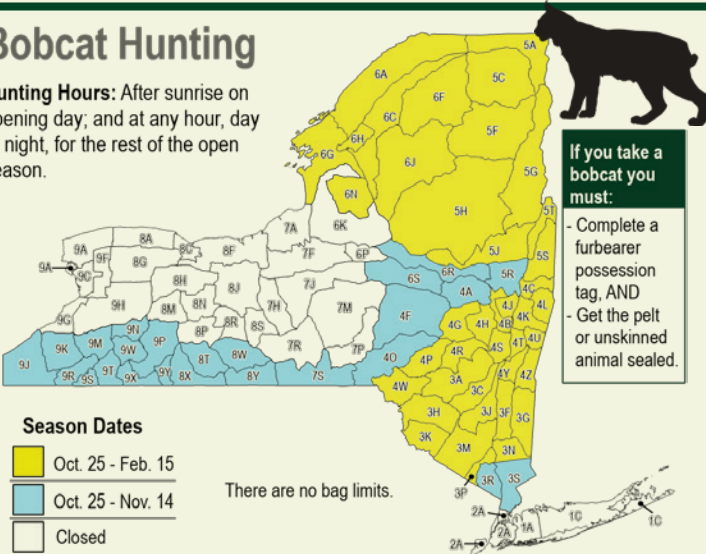 Bobcat Hunting
Hunting Hours: After sunrise on
opening day; and at any hour, day
night, for the rest of the open
season.
If you take a
bobcat you
must:
- Complete a
furbearer
possession
tag, AND
- Get the pelt
or unskinned
animal sealed.
5A
6A
5C
6F
6C
5F
6H
6G
6J
5G
6N
5H
5T
7A
6K
8A
9A
9F
8C
8F
7F
6P
5J
5S
9A
9C
8G
6R
5R
6S
8H
7J
4A
4C
8J
9H
8M
8N
7H
7M
4F
4J
4L
9G
8R
4G
4H
4B
4K
9N
8P
8S
9M
9P
7R
7P
4R
4S
4T
4U
9K
9W
8T
8W
4O
4P
9J
9R
9S
9T
9X
9Y
8X
8Y
7S
4W
3A
4Y
4Z
3C
3H
3J
3F
3G
3K
3M
3N
3P
3R
3S
2A
2A
2A
1A
1C
1C
Season Dates
Oct. 25 - Feb. 15
Oct. 25 - Nov. 14
Closed
There are no bag limits.